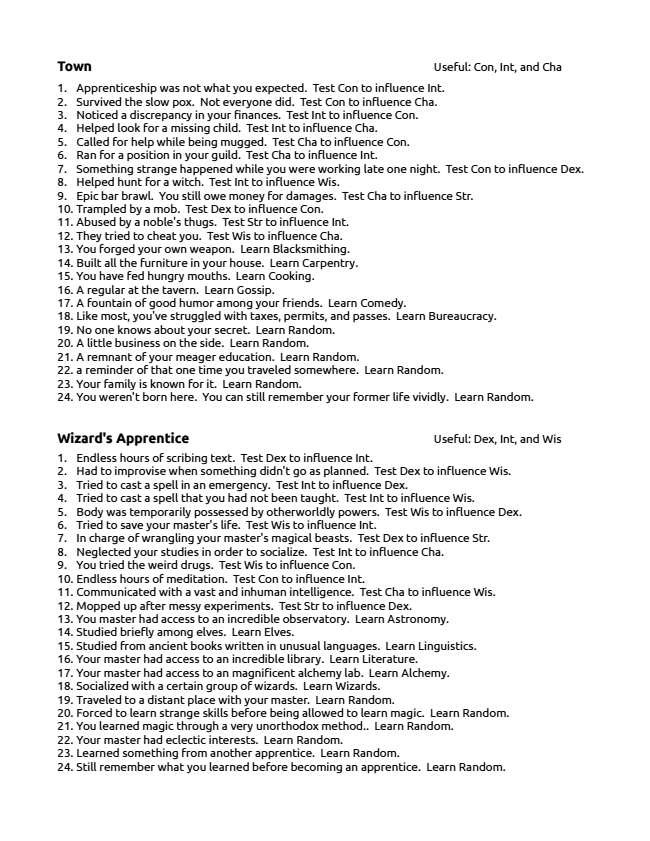 Town Useful: Con, Int, and Cha
1. Apprenticeship was not what you expected. Test Con to influence Int.
2. Survived the slow pox. Not everyone did. Test Con to influence Cha.
3. Noticed a discrepancy in your finances. Test Int to influence Con.
4. Helped look for a missing child. Test Int to influence Cha.
5. Called for help while being mugged. Test Cha to influence Con.
6. Ran for a position in your guild. Test Cha to influence Int.
7. Something strange happened while you were working late one night. Test Con to influence Dex.
8. Helped hunt for a witch. Test Int to influence Wis.
9. Epic bar brawl. You still owe money for damages. Test Cha to influence Str.
10. Trampled by a mob. Test Dex to influence Con.
11. Abused by a noble's thugs. Test Str to influence Int.
12. They tried to cheat you. Test Wis to influence Cha.
13. You forged your own weapon. Learn Blacksmithing.
14. Built all the furniture in your house. Learn Carpentry.
15. You have fed hungry mouths. Learn Cooking.
16. A regular at the tavern. Learn Gossip.
17. A fountain of good humor among your friends. Learn Comedy.
18. Like most, you've struggled with taxes, permits, and passes. Learn Bureaucracy.
19. No one knows about your secret. Learn Random.
20. A little business on the side. Learn Random.
21. A remnant of your meager education. Learn Random.
22. a reminder of that one time you traveled somewhere. Learn Random.
23. Your family is known for it. Learn Random.
24. You weren't born here. You can still remember your former life vividly. Learn Random.
Wizard's Apprentice Useful: Dex, Int, and Wis
1. Endless hours of scribing text. Test Dex to influence Int.
2. Had to improvise when something didn't go as planned. Test Dex to influence Wis.
3. Tried to cast a spell in an emergency. Test Int to influence Dex.
4. Tried to cast a spell that you had not been taught. Test Int to influence Wis.
5. Body was temporarily possessed by otherworldly powers. Test Wis to influence Dex.
6. Tried to save your master's life. Test Wis to influence Int.
7. In charge of wrangling your master's magical beasts. Test Dex to influence Str.
8. Neglected your studies in order to socialize. Test Int to influence Cha.
9. You tried the weird drugs. Test Wis to influence Con.
10. Endless hours of meditation. Test Con to influence Int.
11. Communicated with a vast and inhuman intelligence. Test Cha to influence Wis.
12. Mopped up after messy experiments. Test Str to influence Dex.
13. You master had access to an incredible observatory. Learn Astronomy.
14. Studied briefly among elves. Learn Elves.
15. Studied from ancient books written in unusual languages. Learn Linguistics.
16. Your master had access to an incredible library. Learn Literature.
17. Your master had access to an magnificent alchemy lab. Learn Alchemy.
18. Socialized with a certain group of wizards. Learn Wizards.
19. Traveled to a distant place with your master. Learn Random.
20. Forced to learn strange skills before being allowed to learn magic. Learn Random.
21. You learned magic through a very unorthodox method.. Learn Random.
22. Your master had eclectic interests. Learn Random.
23. Learned something from another apprentice. Learn Random.
24. Still remember what you learned before becoming an apprentice. Learn Random.